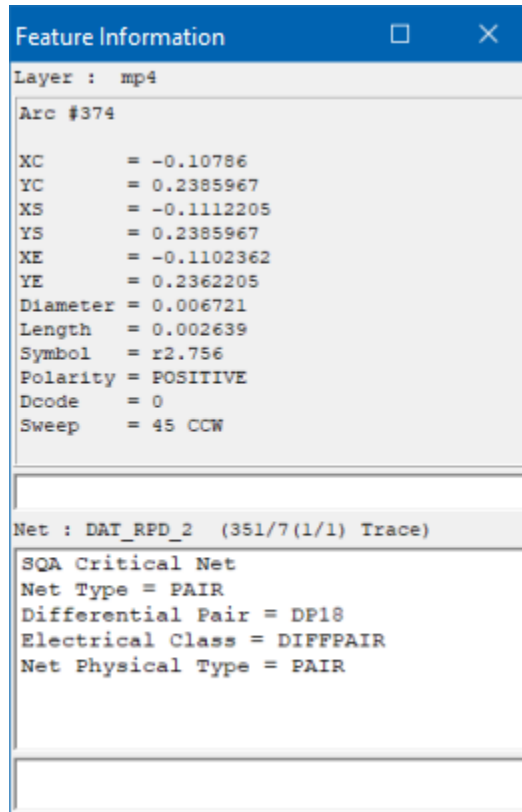 Feature Information
Layer :  mp4
Arc #374
XC       = -0.10786
YC       = 0.2385967
XS       = -0.1112205
YS       = 0.2385967
XE       = -0.1102362
YE       = 0.2362205
Diameter = 0.006721
Length   = 0.002639
Symbol   = r2.756
Polarity = POSITIVE
Dcode    = 0
Sweep    = 45 CCW
Net : DAT_RPD_2  (351/7(1/1) Trace)
SQA Critical Net
Net Type = PAIR
Differential Pair = DP18
Electrical Class = DIFFPAIR
Net Physical Type = PAIR